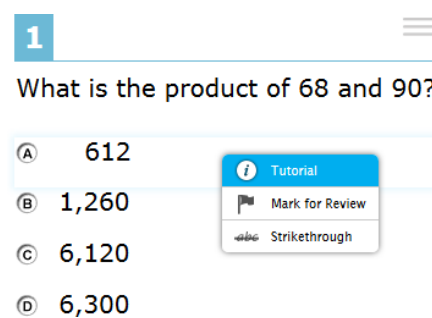 1
What is the product of 68 and 90?
A 612
B 1,260
C 6,120
D 6,300
i Tutorial
Mark for Review
abc Strikethrough